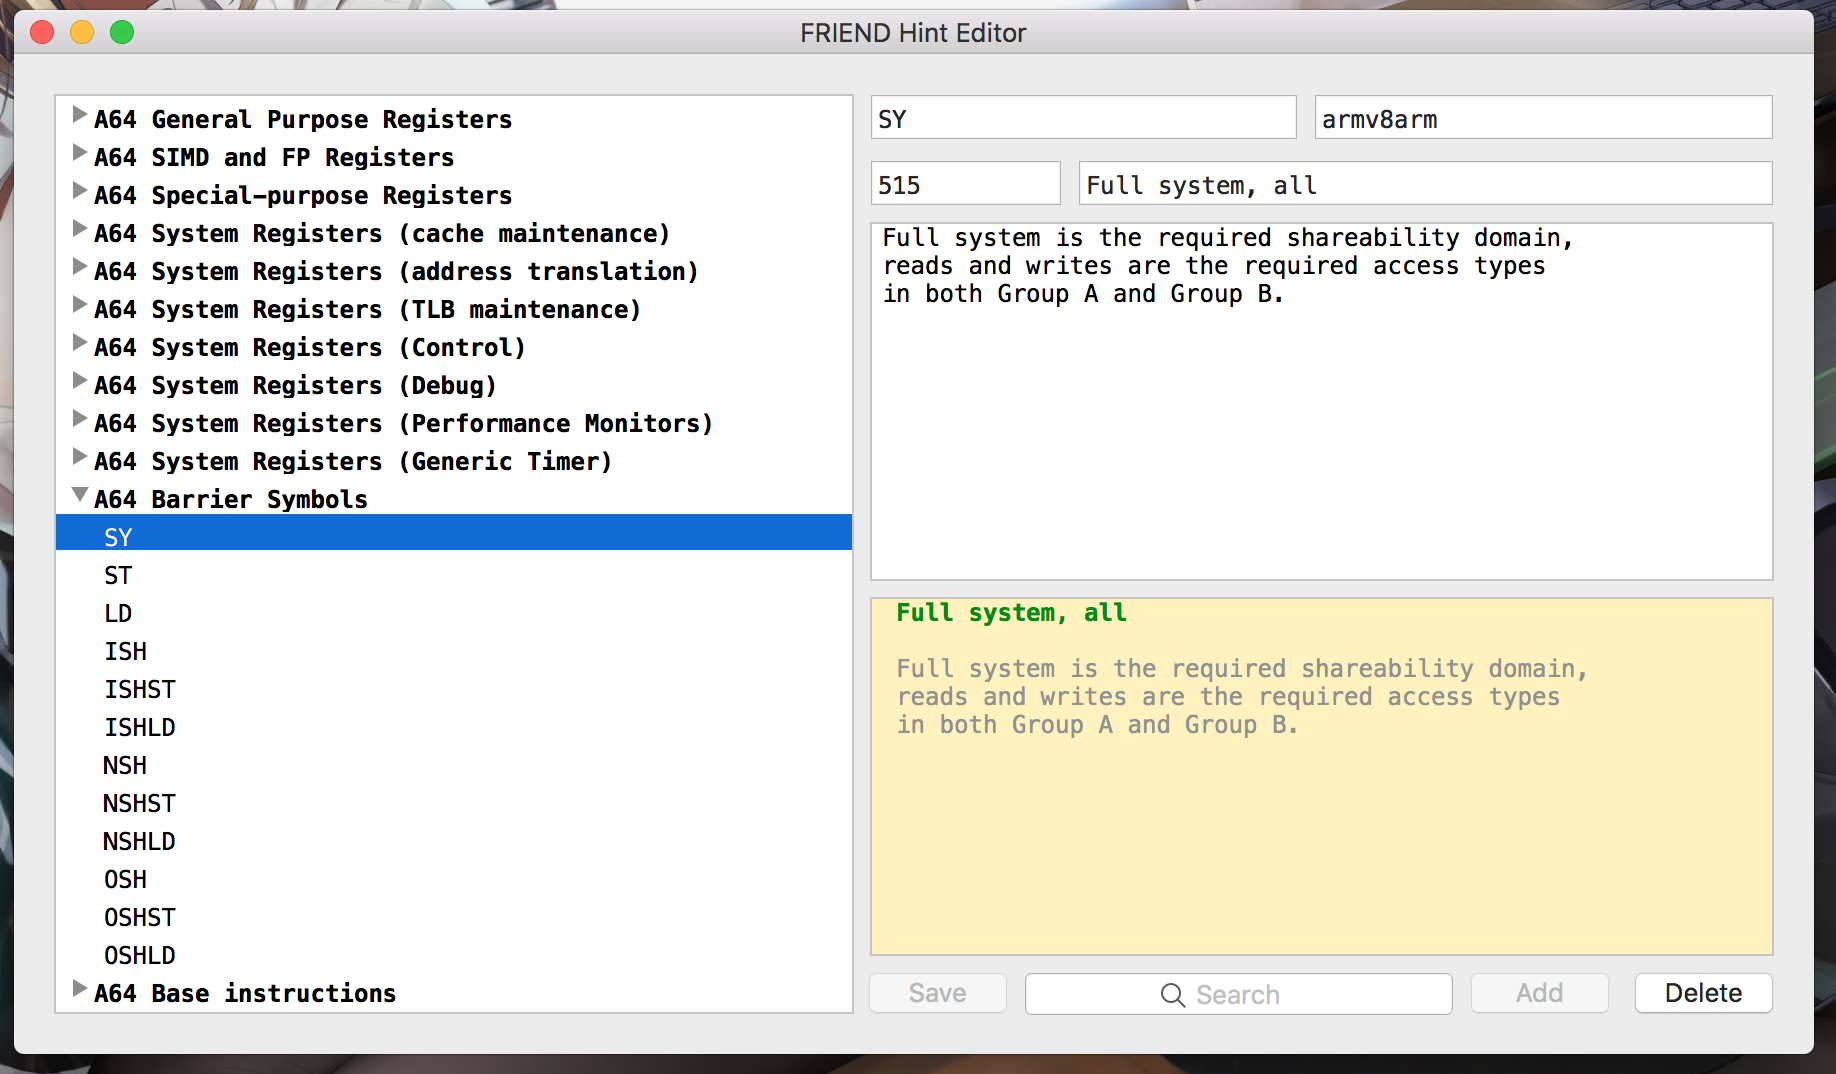 FRIEND Hint Editor
A64 General Purpose Registers
A64 SIMD and FP Registers
A64 Special-purpose Registers
A64 System Registers (cache maintenance)
A64 System Registers (address translation)
A64 System Registers (TLB maintenance)
A64 System Registers (Control)
A64 System Registers (Debug)
A64 System Registers (Performance Monitors)
A64 System Registers (Generic Timer)
A64 Barrier Symbols
SY
ST
LD
ISH
ISHST
ISHLD
NSH
NSHST
NSHLD
OSH
OSHST
OSHLD
A64 Base instructions
SY
armv8arm
515
Full system, all
Full system is the required shareability domain,
reads and writes are the required access types
in both Group A and Group B.
Full system, all
Full system is the required shareability domain,
reads and writes are the required access types
in both Group A and Group B.
Save
Search
Add
Delete